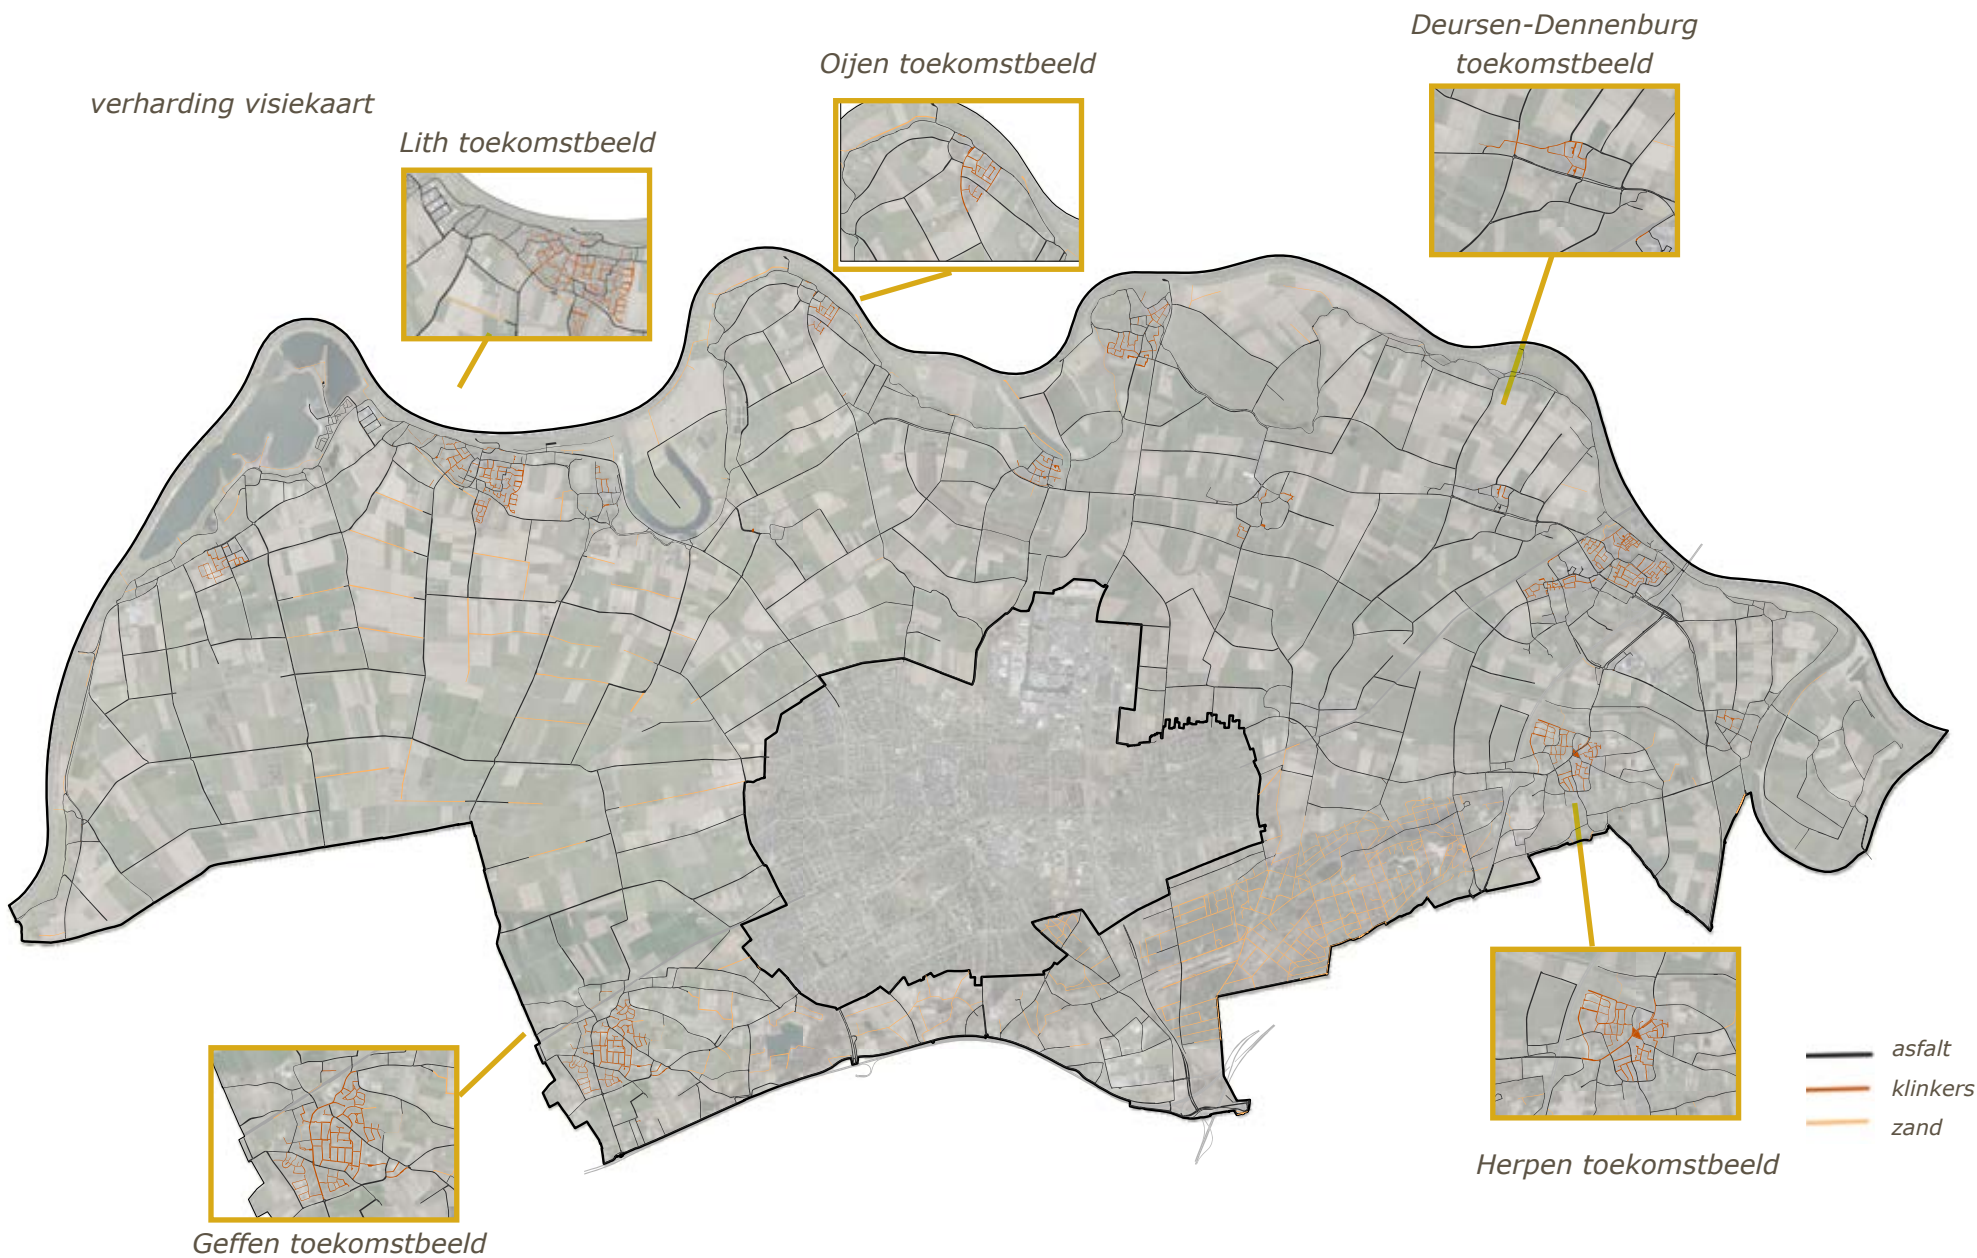 Deursen-Dennenburg
toekomstbeeld
Oijen toekomstbeeld
verharding visiekaart
Lith toekomstbeeld
asfalt
klinkers
zand
Herpen toekomstbeeld
Geffen toekomstbeeld